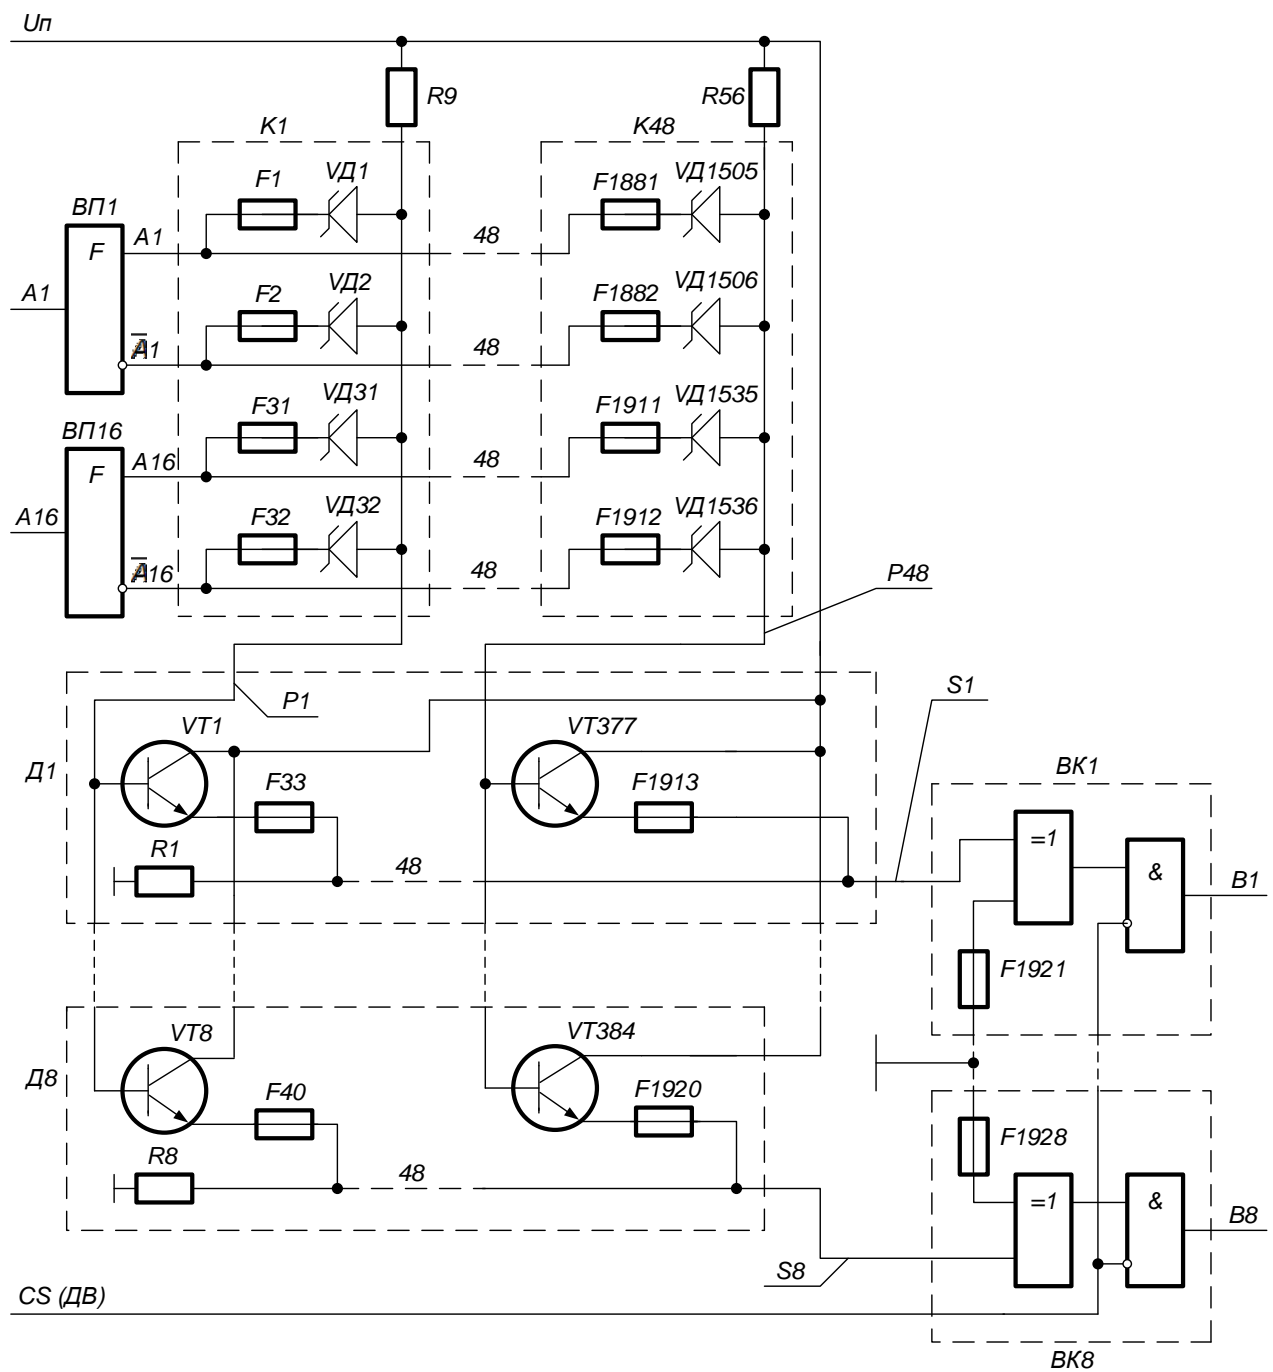 Uп
R9
R56
K1
K48
F1
VД1
F1881
VД1505
ВП1
F
A1
48
A1
F2
VД2
F1882
VД1506
A̅1
48
F31
VД31
F1911
VД1535
ВП16
F
A16
48
A16
F32
VД32
F1912
VД1536
A̅16
48
P48
P1
S1
VT1
VT377
Д1
F33
F1913
ВК1
R1
48
=1
&
B1
F1921
VT8
VT384
Д8
F40
F1920
R8
48
F1928
=1
&
B8
S8
CS (ДВ)
ВК8